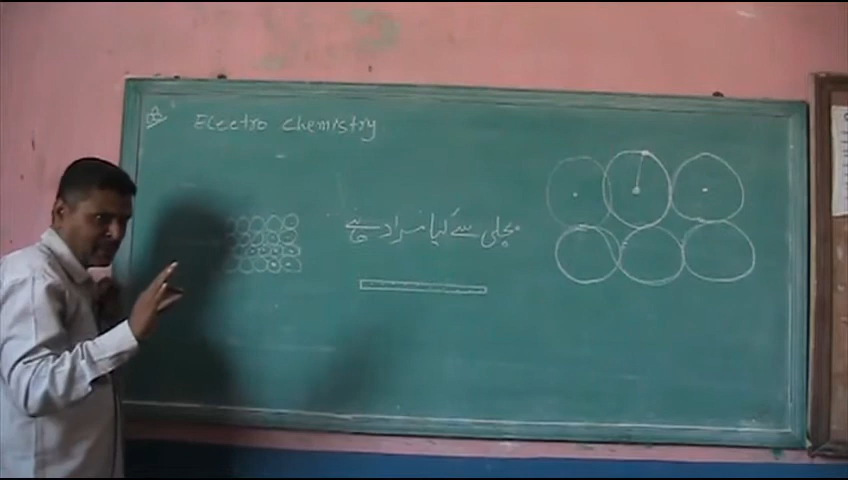 Electro chemistry
بجلی سے کیا مراد ہے